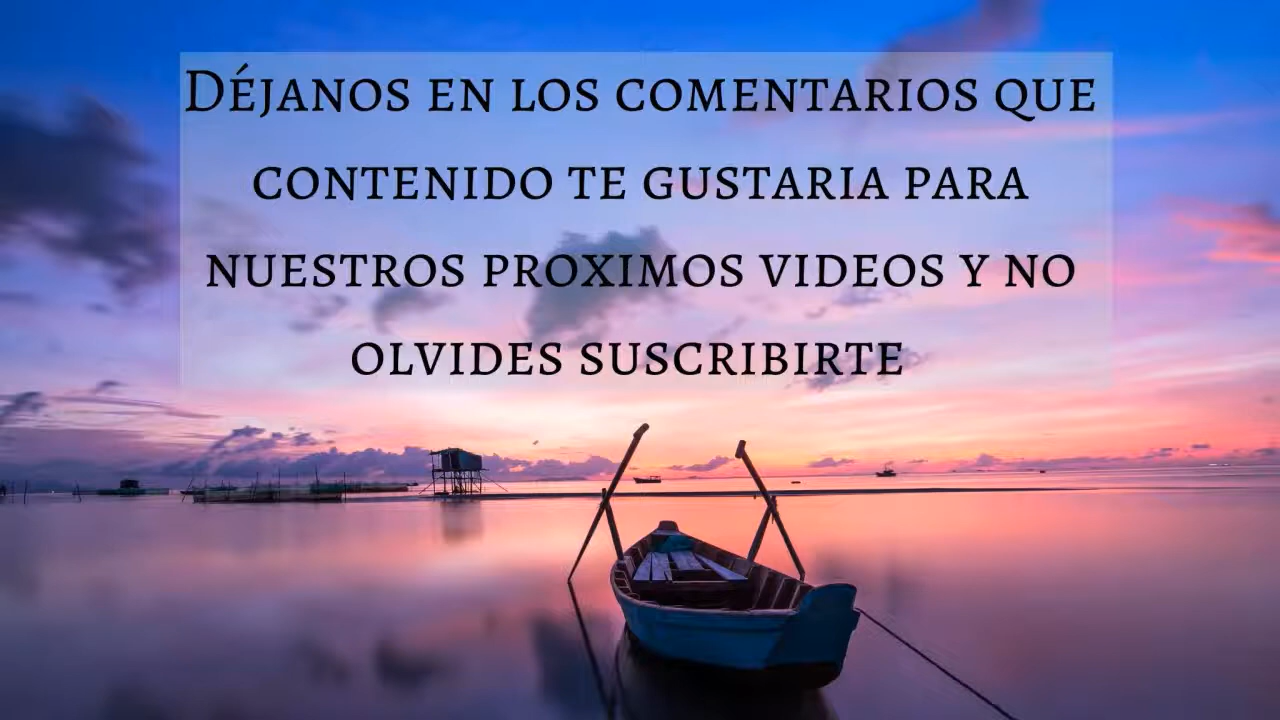 Déjanos en los comentarios que
contenido te gustaria para
nuestros proximos videos y no
olvides suscribirte